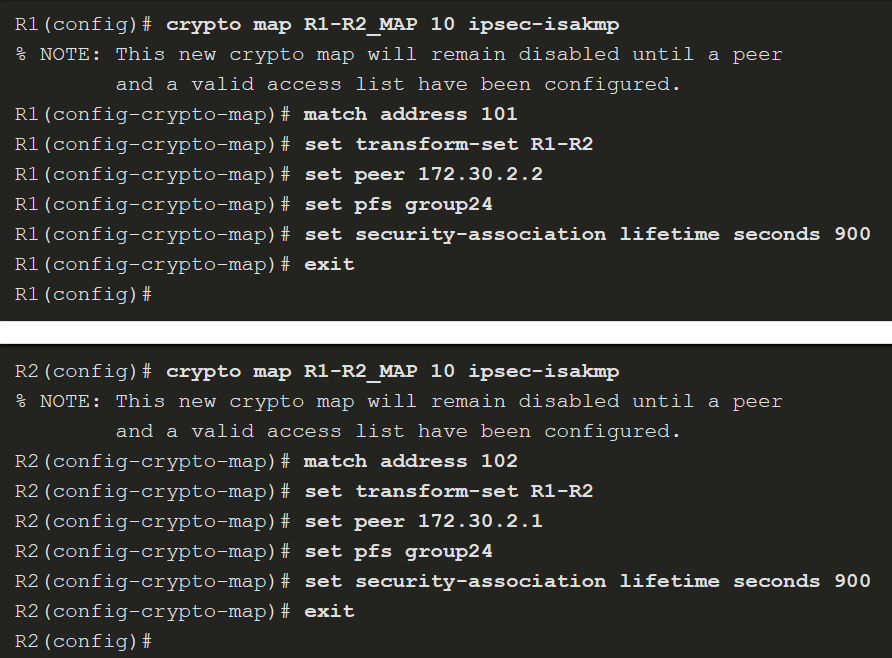 R1(config)# crypto map R1-R2_MAP 10 ipsec-isakmp
% NOTE: This new crypto map will remain disabled until a peer
        and a valid access list have been configured.
R1(config-crypto-map)# match address 101
R1(config-crypto-map)# set transform-set R1-R2
R1(config-crypto-map)# set peer 172.30.2.2
R1(config-crypto-map)# set pfs group24
R1(config-crypto-map)# set security-association lifetime seconds 900
R1(config-crypto-map)# exit
R1(config)#
R2(config)# crypto map R1-R2_MAP 10 ipsec-isakmp
% NOTE: This new crypto map will remain disabled until a peer
        and a valid access list have been configured.
R2(config-crypto-map)# match address 102
R2(config-crypto-map)# set transform-set R1-R2
R2(config-crypto-map)# set peer 172.30.2.1
R2(config-crypto-map)# set pfs group24
R2(config-crypto-map)# set security-association lifetime seconds 900
R2(config-crypto-map)# exit
R2(config)#